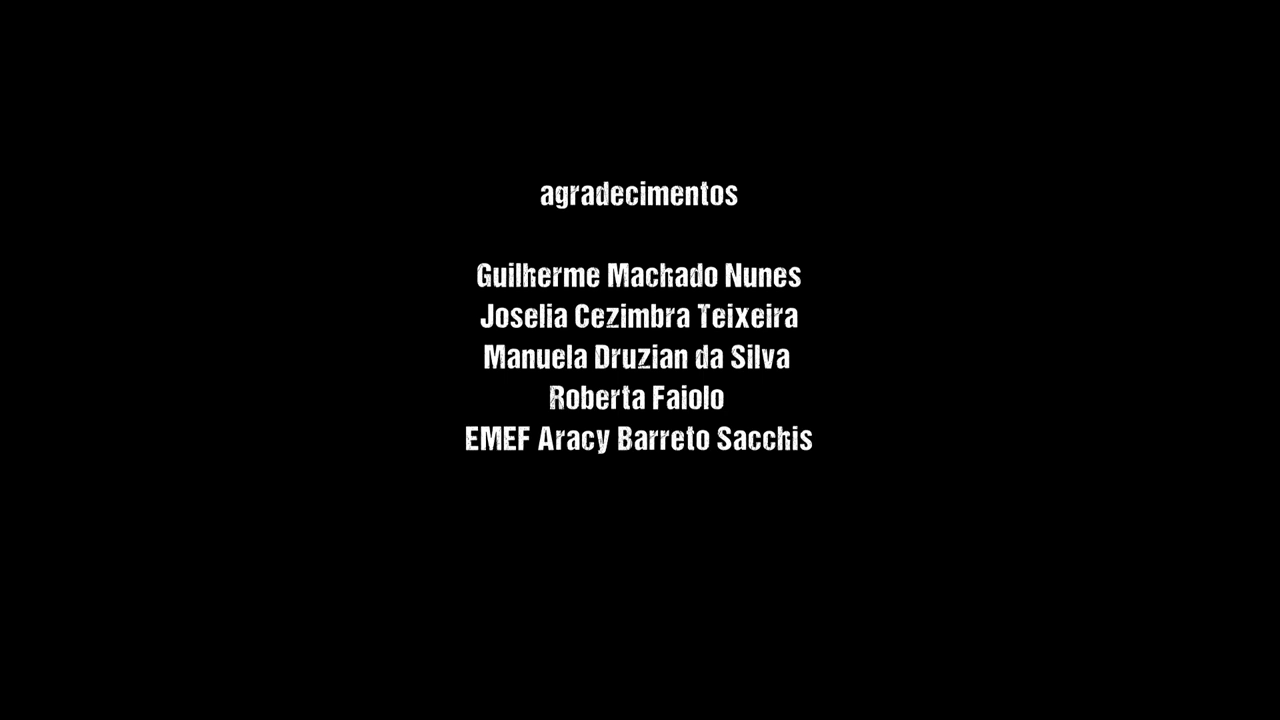 agradecimentos
Guilherme Machado Nunes
Joselia Cezimbra Teixeira
Manuela Druzian da Silva
Roberta Faiolo
EMEF Aracy Barreto Sacchis